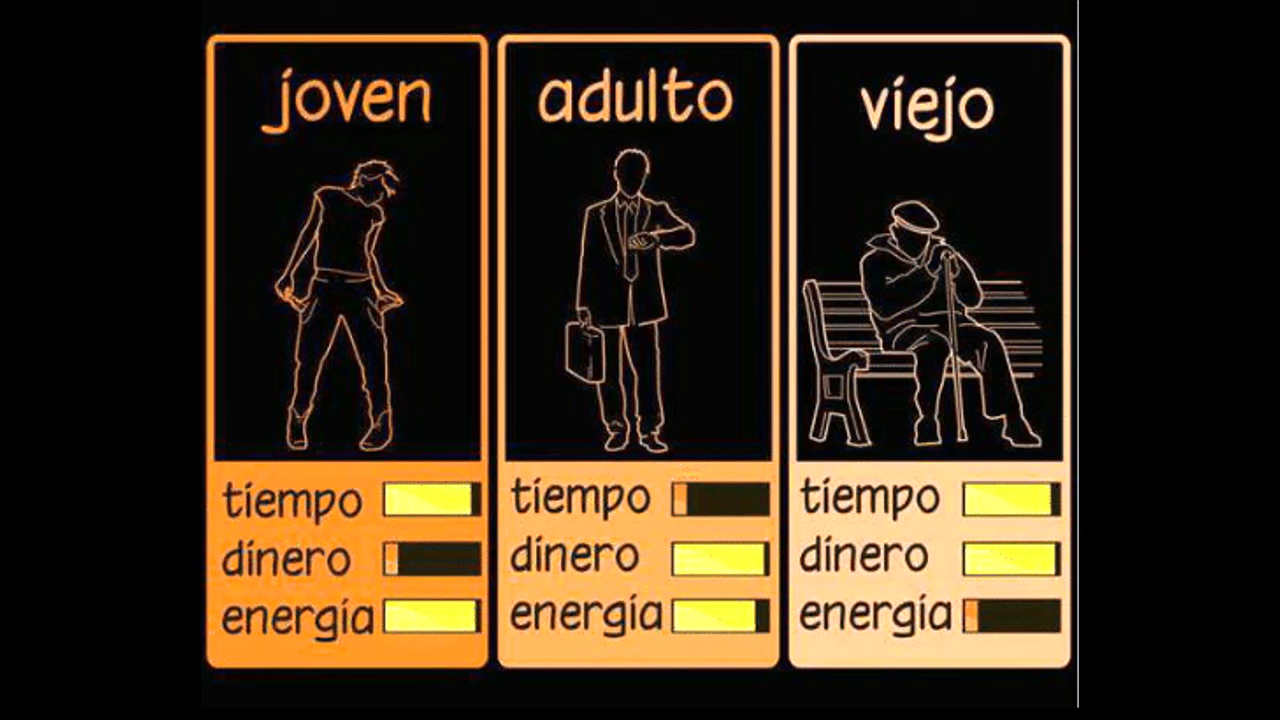 joven
tiempo
dinero
energía
adulto
tiempo
dinero
energía
viejo
tiempo
dinero
energía